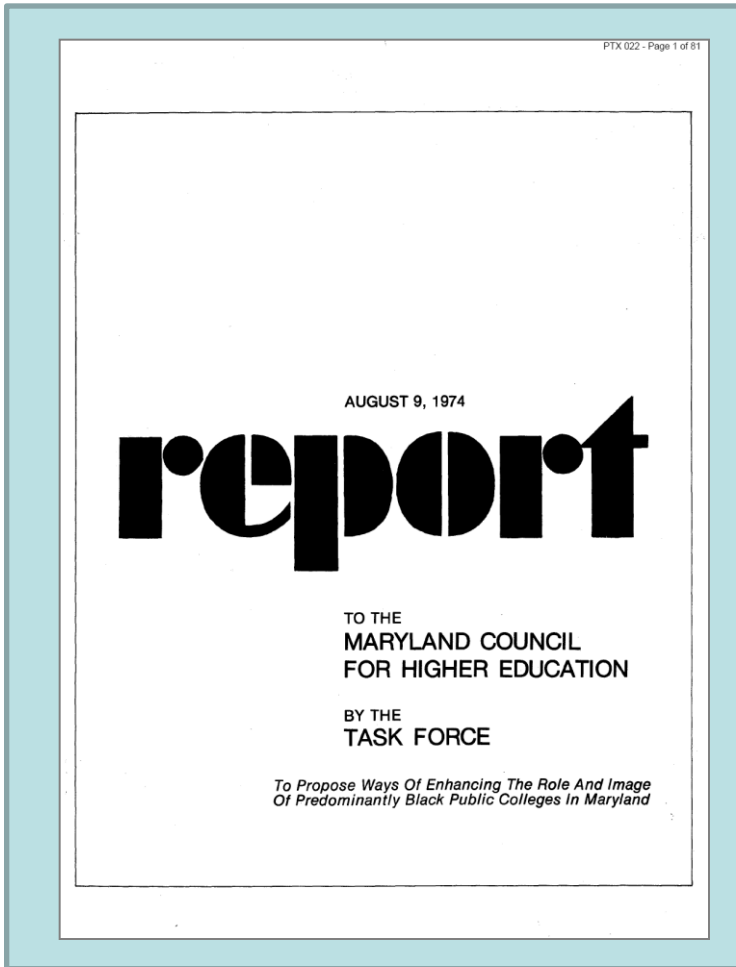 PTX 022 - Page 1 of 81
AUGUST 9, 1974
report
TO THE
MARYLAND COUNCIL
FOR HIGHER EDUCATION
BY THE
TASK FORCE
To Propose Ways Of Enhancing The Role And Image
Of Predominantly Black Public Colleges In Maryland